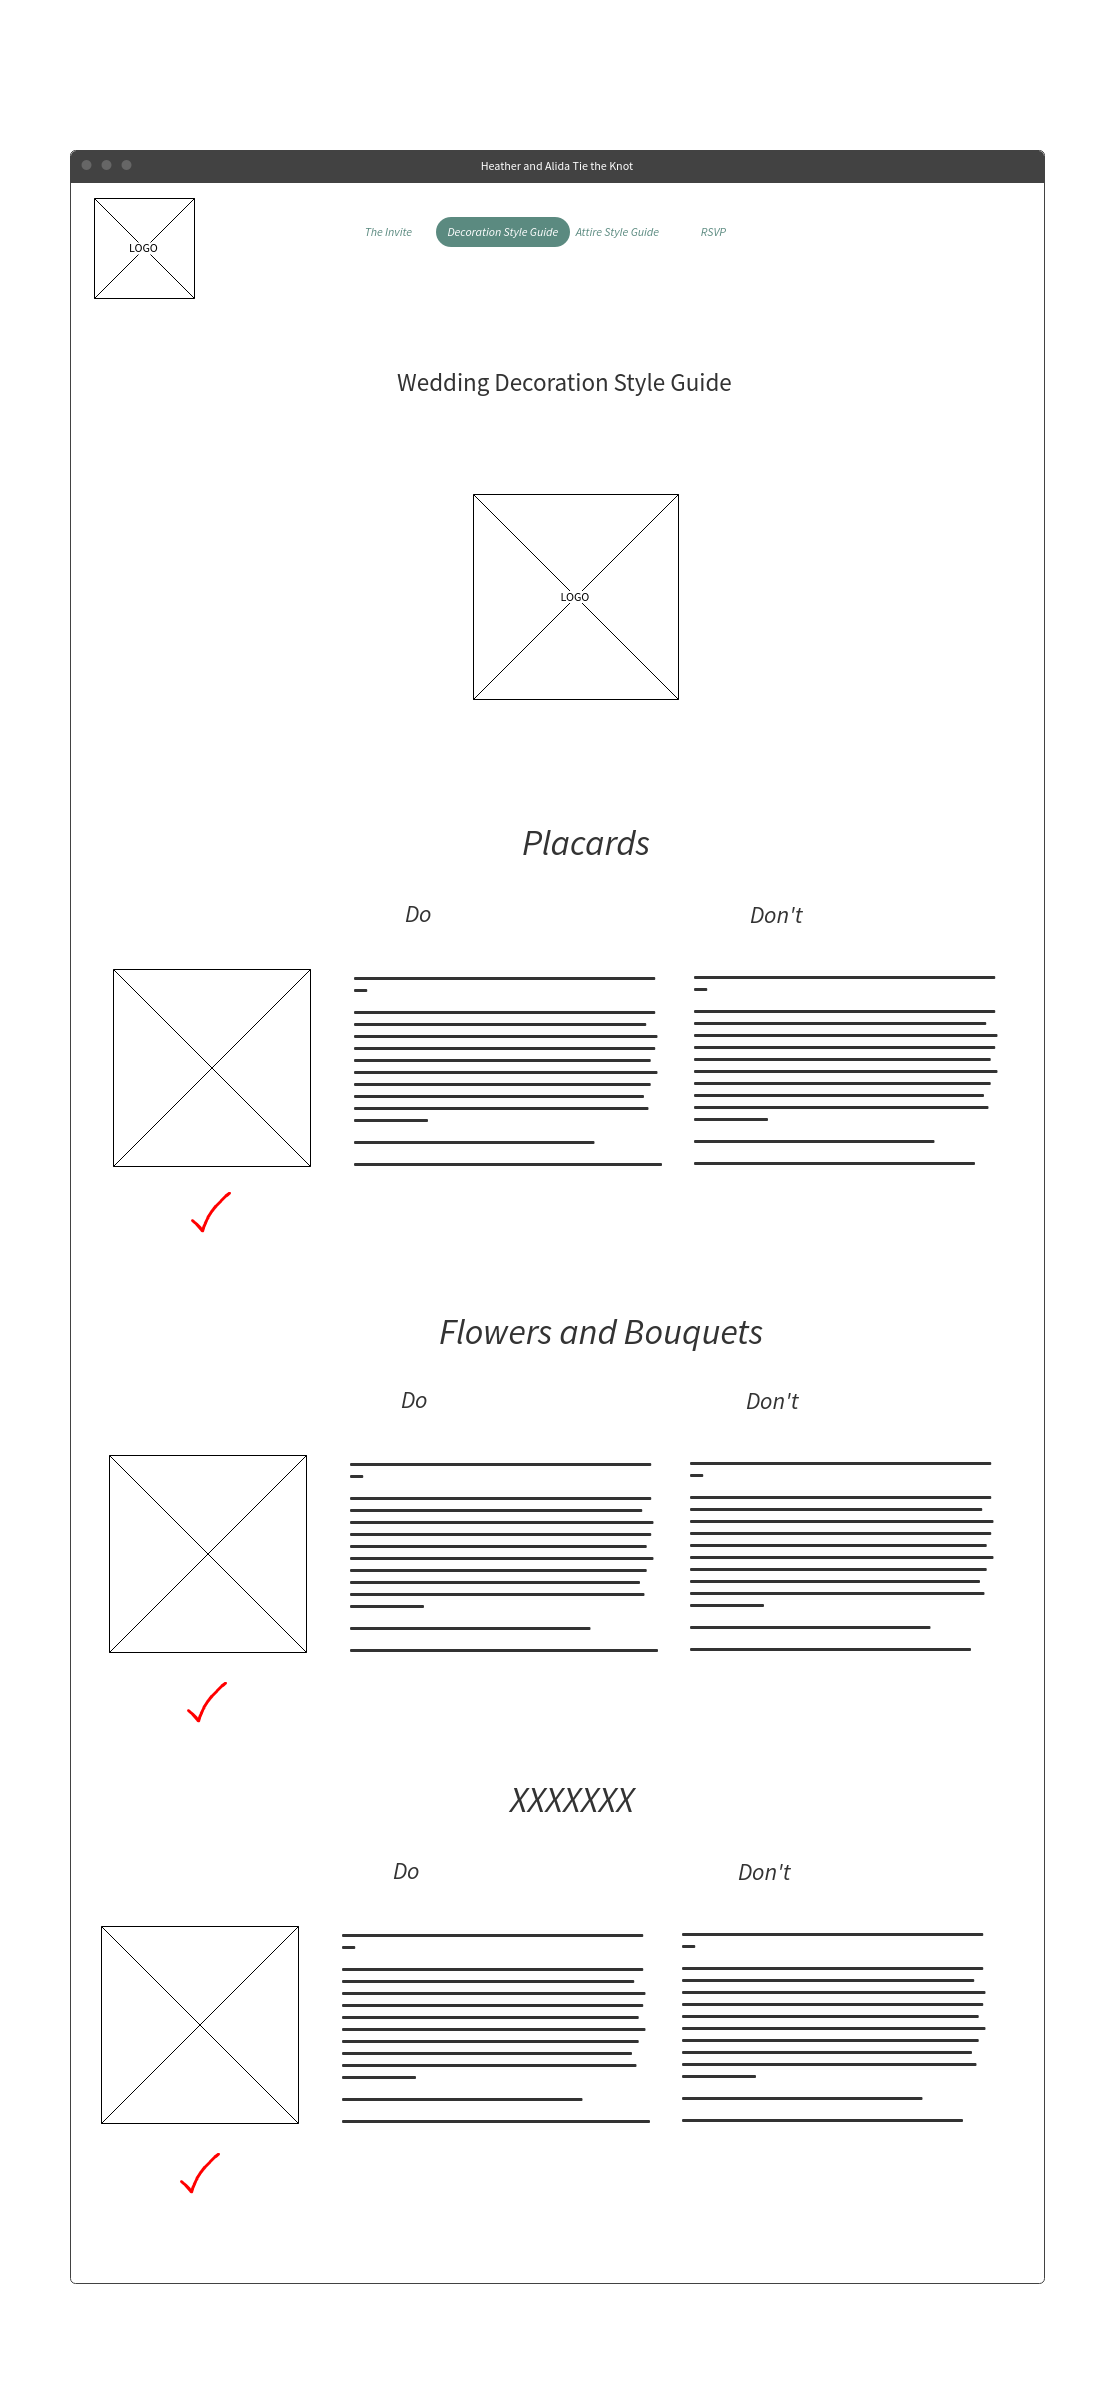 Heather and Alida Tie the Knot
LOGO
The Invite Decoration Style Guide Attire Style Guide RSVP
Wedding Decoration Style Guide
LOGO
Placards
Do Don't
Flowers and Bouquets
Do Don't
XXXXXXX
Do Don't